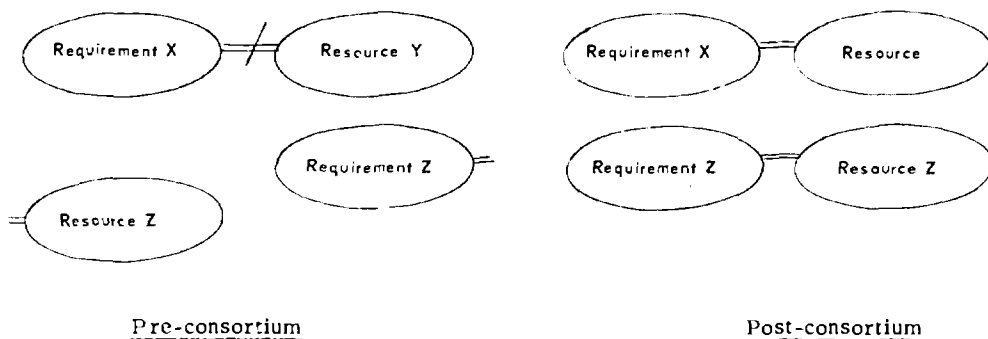 Requirement X
Resource Y
Requirement Z
Resource Z
Pre-consortium
Requirement X
Resource
Requirement Z
Resource Z
Post-consortium